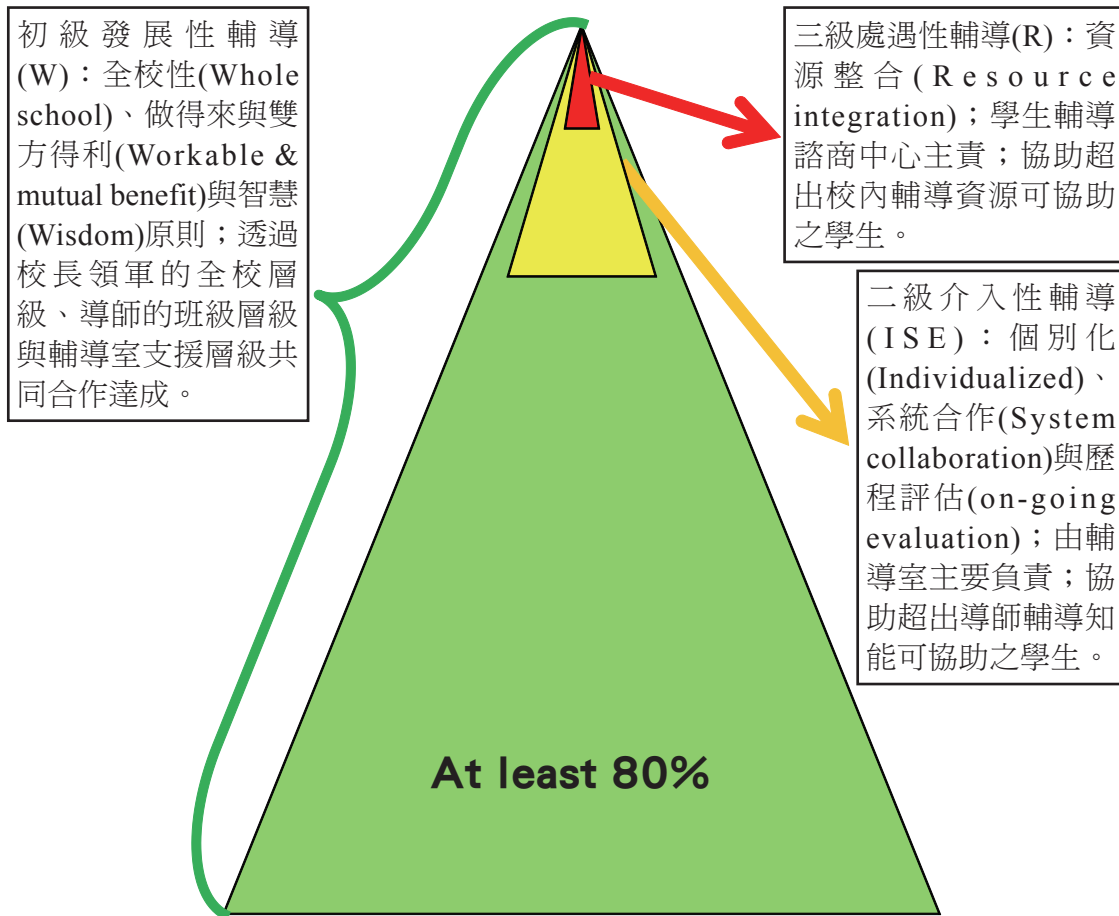 初級發展性輔導
(W)：全校性(Whole
school)、做得來與雙
方得利(Workable &
mutual benefit)與智慧
(Wisdom)原則；透過
校長領軍的全校層
級、導師的班級層級
與輔導室支援層級共
同合作達成。
三級處遇性輔導(R)：資
源整合(Resource
integration)；學生輔導
諮商中心主責；協助超
出校內輔導資源可協助
之學生。
二級介入性輔導
(ISE)：個別化
(Individualized)、
系統合作(System
collaboration)與歷
程評估(on-going
evaluation)；由輔
導室主要負責；協
助超出導師輔導知
能可協助之學生。
At least 80%